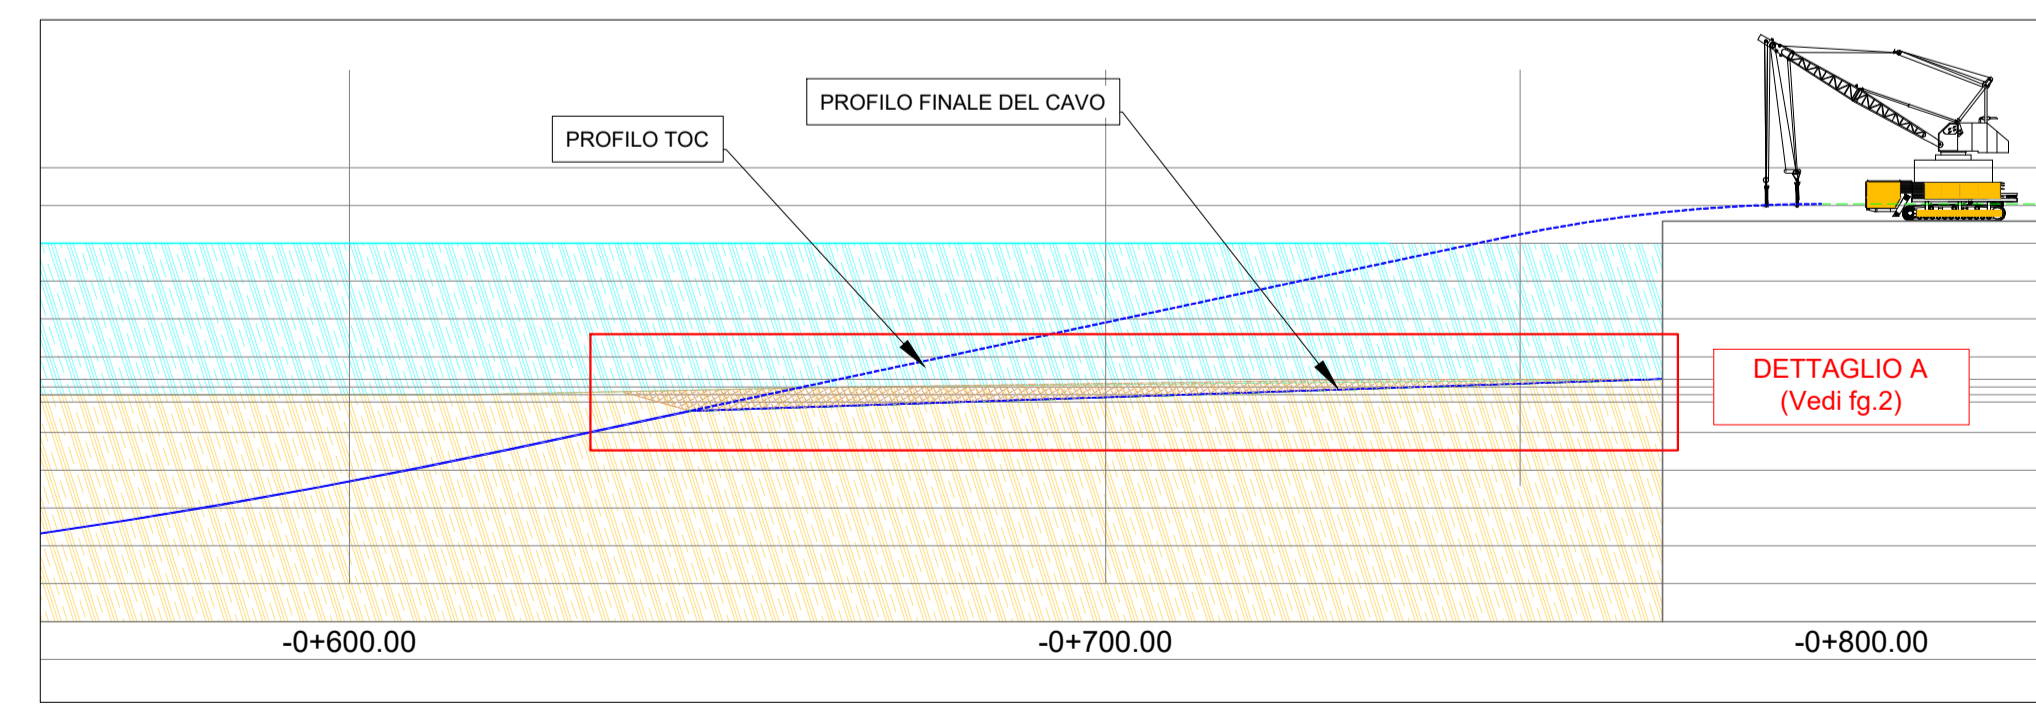 PROFILO FINALE DEL CAVO
PROFILO TOC
DETTAGLIO A
(Vedi fg.2)
-0+600.00
-0+700.00
-0+800.00